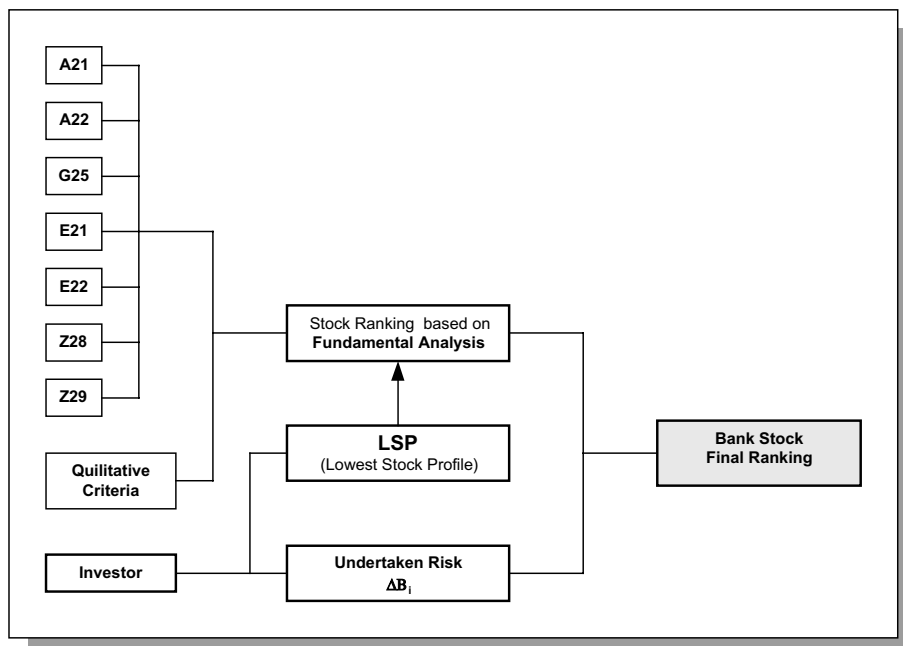 A21
A22
G25
E21
E22
Z28
Z29
Quilitative
Criteria
Investor
Stock Ranking based on
Fundamental Analysis
LSP
(Lowest Stock Profile)
Undertaken Risk
ΔBi
Bank Stock
Final Ranking